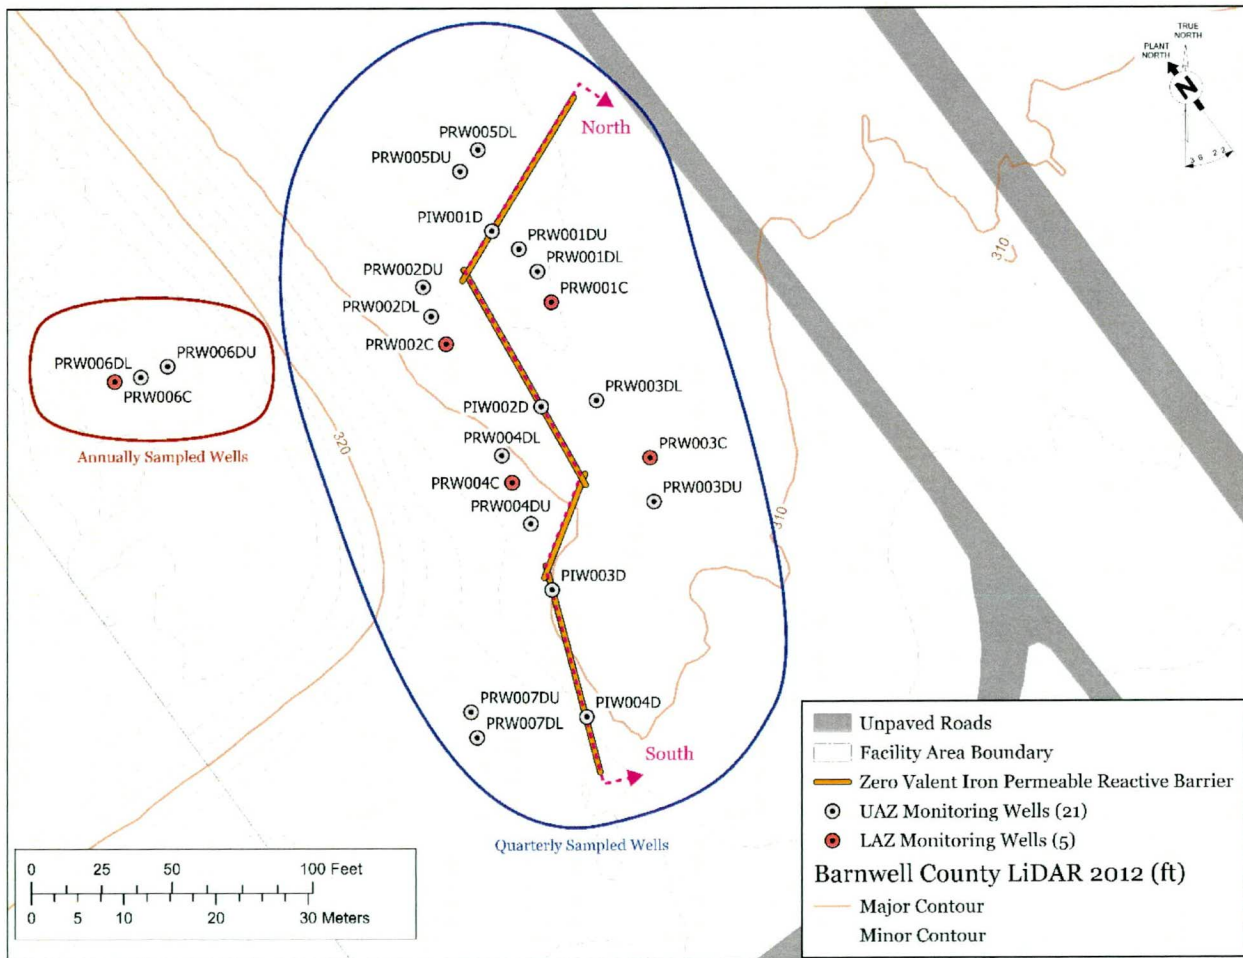 TRUE
NORTH
PLANT
NORTH
N
36 22
North
PRW005DL
PRW005DU
PIW001D
PRW001DU
PRW001DL
PRW001C
PRW002DU
PRW002DL
PRW002C
310
PRW006DL
PRW006DU
PRW006C
Annually Sampled Wells
320
PIW002D
PRW003DL
PRW004DL
PRW003C
PRW004C
PRW003DU
PRW004DU
310
PIW003D
PRW007DU
PRW007DL
PIW004D
South
Quarterly Sampled Wells
0 25 50 100 Feet
0 5 10 20 30 Meters
Unpaved Roads
Facility Area Boundary
Zero Valent Iron Permeable Reactive Barrier
UAZ Monitoring Wells (21)
LAZ Monitoring Wells (5)
Barnwell County LiDAR 2012 (ft)
Major Contour
Minor Contour